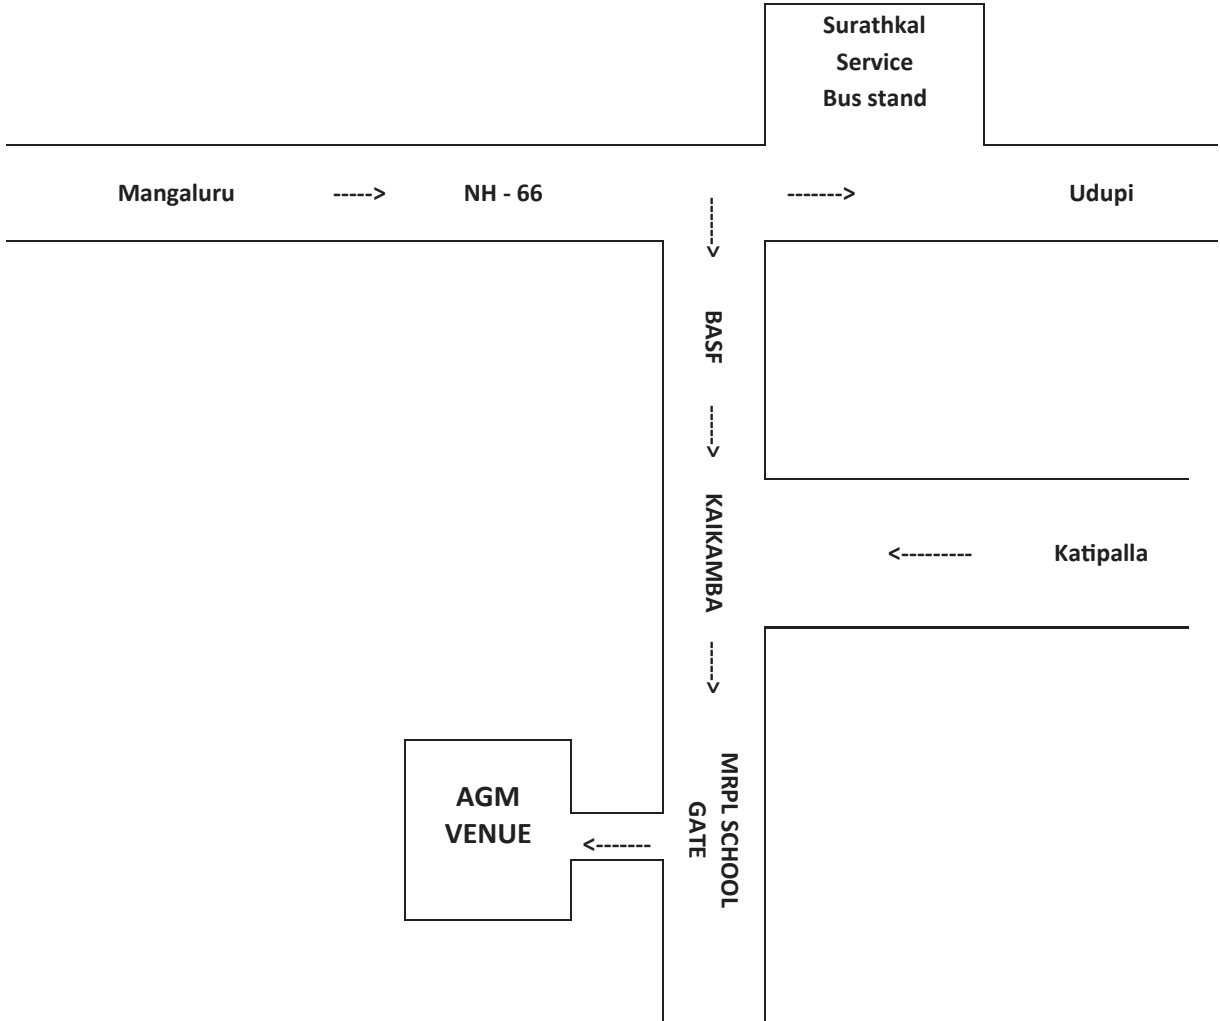 Surathkal
Service
Bus stand
Mangaluru -----> NH - 66 -------> Udupi
------>
BASF
----->
KAIKAMBA
<--------- Katipalla
----->
MRPL SCHOOL
GATE
AGM
VENUE
<-------